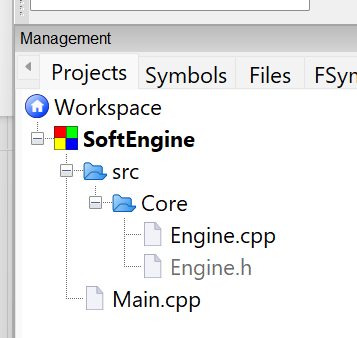 Management
Projects Symbols Files FSym
Workspace
SoftEngine
src
Core
Engine.cpp
Engine.h
Main.cpp